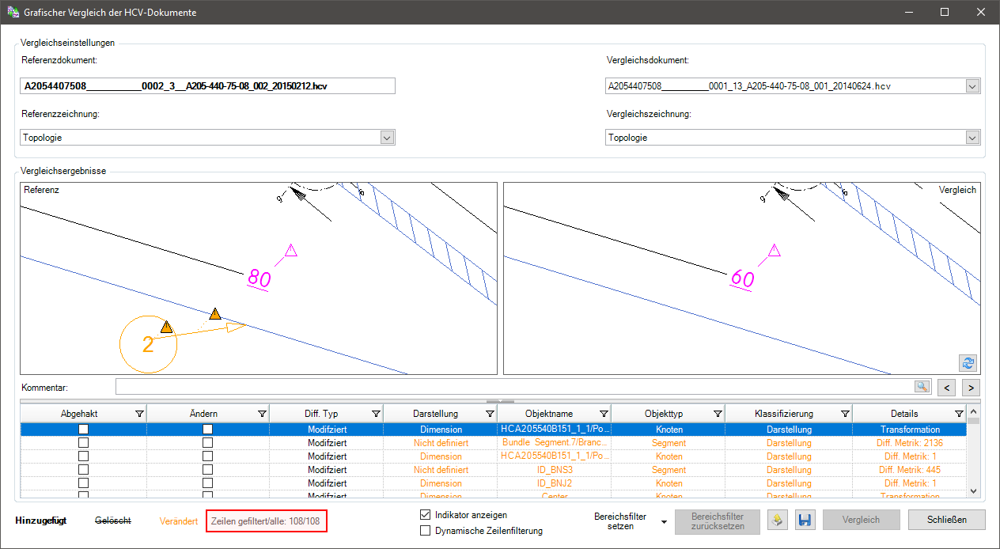 Grafischer Vergleich der HCV-Dokumente
Vergleichseinstellungen
Referenzdokument:
Vergleichsdokument:
A2054407508__________0002_3__A205-440-75-08_002_20150212.hcv
A2054407508__________0001_13_A205-440-75-08_001_20140624.hcv
Referenzzeichnung:
Vergleichszeichnung:
Topologie
Topologie
Vergleichsergebnisse
Referenz
80
2
Vergleich
60
Kommentar:
<
>
Abgehakt Ändern Diff. Typ Darstellung Objektname Objekttyp Klassifizierung Details
Modifziert Dimension HCA205540B151_1_1/Po... Knoten Darstellung Transformation
Modifziert Nicht definiert Bundle Segment.7/Branc... Segment Darstellung Diff. Metrik: 2136
Modifziert Dimension HCA205540B151_1_1/Po... Knoten Darstellung Diff. Metrik: 1
Modifziert Nicht definiert ID_BNS3 Segment Darstellung Diff. Metrik: 445
Modifziert Dimension ID_BNJ2 Knoten Darstellung Diff. Metrik: 1
Modifziert Dimension Center Knoten Darstellung Transformation
Hinzugefügt
Gelöscht
Verändert
Zeilen gefiltert/alle: 108/108
Indikator anzeigen
Dynamische Zeilenfilterung
Bereichsfilter
setzen
Bereichsfilter
zurücksetzen
Vergleich
Schließen